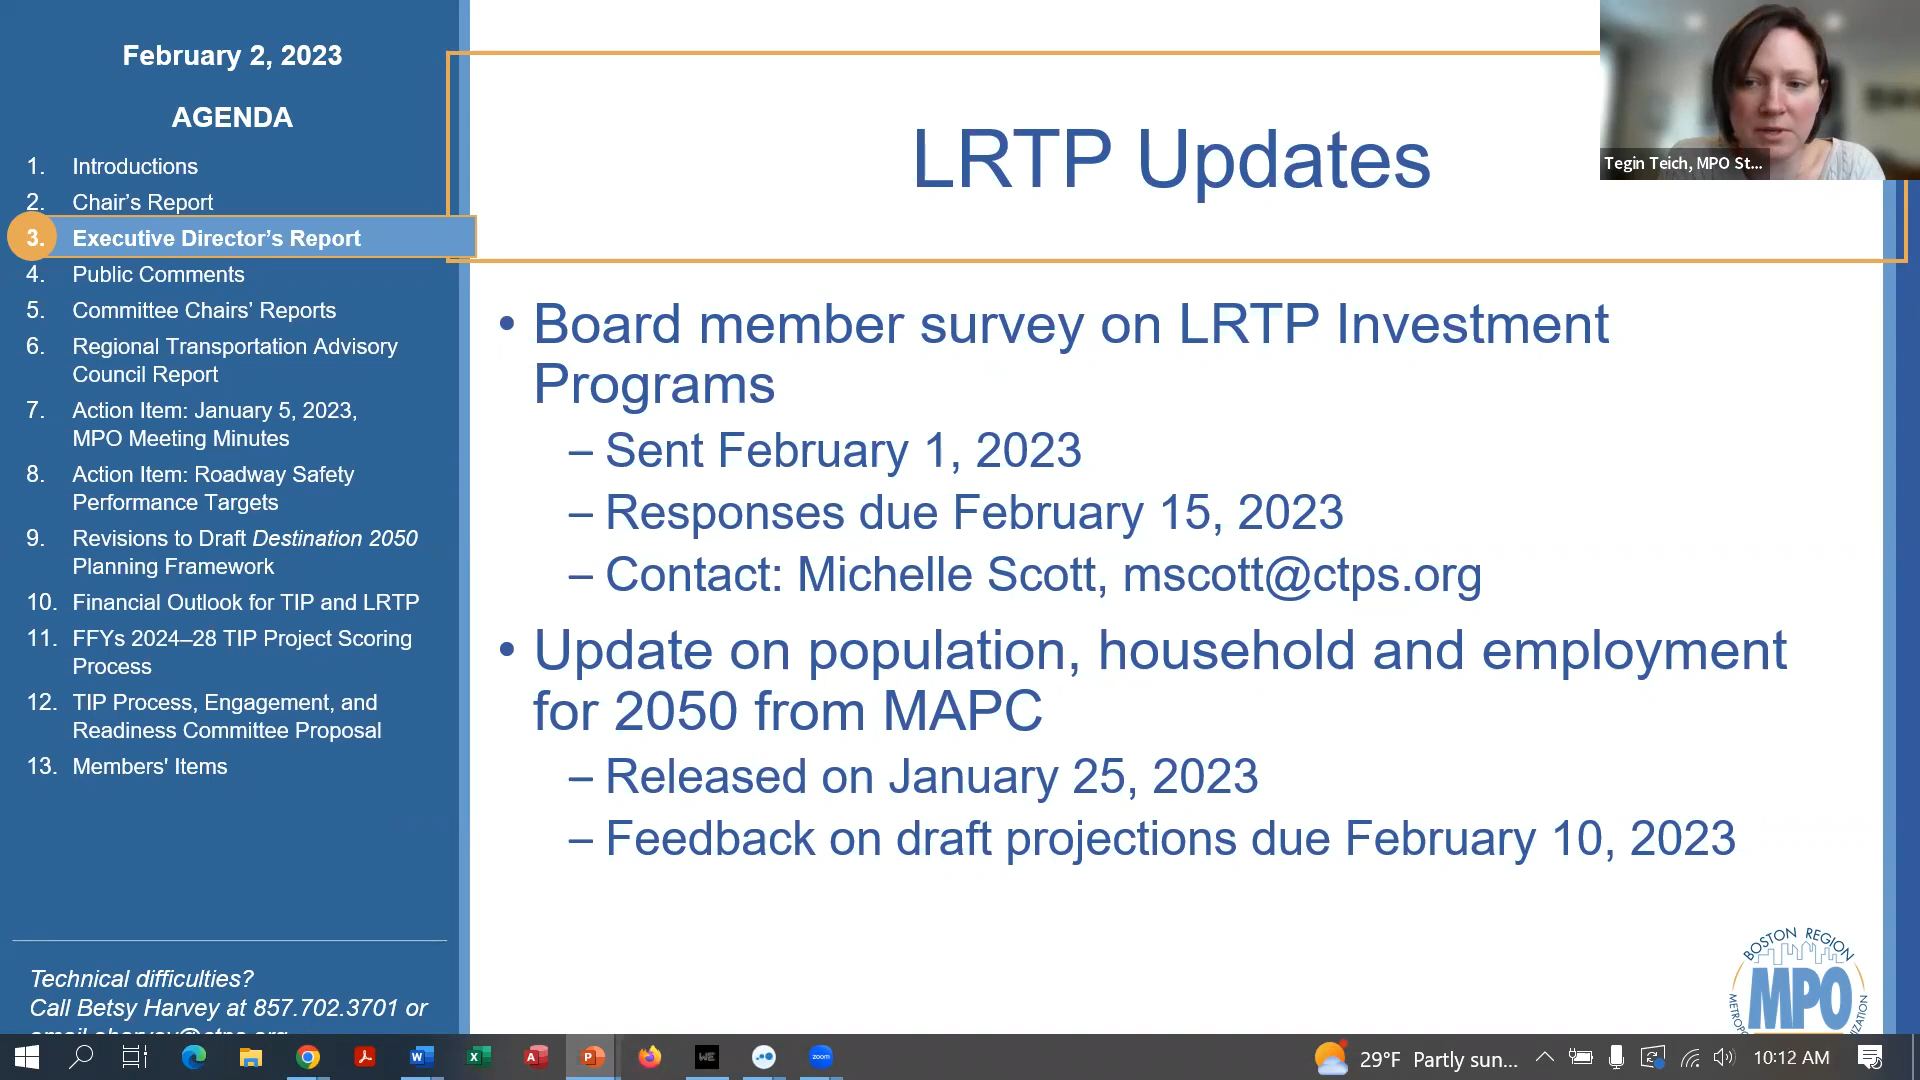 February 2, 2023
AGENDA
1. Introductions
2. Chair's Report
3. Executive Director's Report
4. Public Comments
5. Committee Chairs' Reports
6. Regional Transportation Advisory
Council Report
7. Action Item: January 5, 2023,
MPO Meeting Minutes
8. Action Item: Roadway Safety
Performance Targets
9. Revisions to Draft Destination 2050
Planning Framework
10. Financial Outlook for TIP and LRTP
11. FFYs 2024–28 TIP Project Scoring
Process
12. TIP Process, Engagement, and
Readiness Committee Proposal
13. Members' Items
Technical difficulties?
Call Betsy Harvey at 857.702.3701 or
LRTP Updates
• Board member survey on LRTP Investment
Programs
– Sent February 1, 2023
– Responses due February 15, 2023
– Contact: Michelle Scott, mscott@ctps.org
• Update on population, household and employment
for 2050 from MAPC
– Released on January 25, 2023
– Feedback on draft projections due February 10, 2023
Tegin Teich, MPO St...
BOSTON REGION
MPO
29°F Partly sun...
10:12 AM
WE
zoom